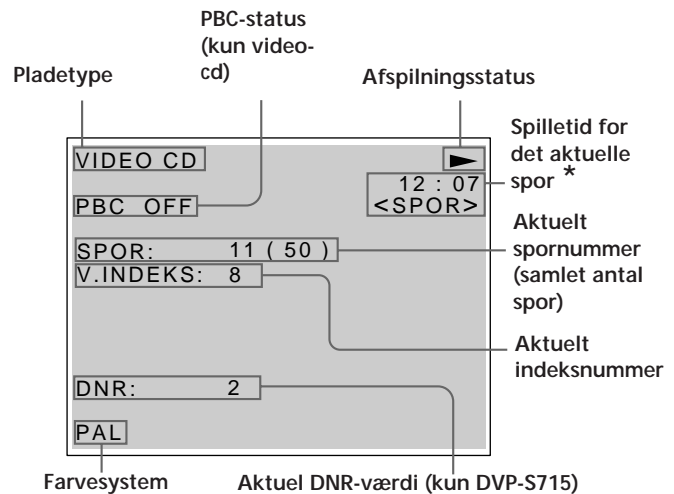 PBC-status
(kun video-
cd)
Pladetype
Afspilningsstatus
VIDEO CD
PBC OFF
12 : 07
<SPOR>
Spilletid for
det aktuelle
spor *
SPOR: 11 ( 50 )
V.INDEKS: 8
Aktuelt
spornummer
(samlet antal
spor)
Aktuelt
indeksnummer
DNR: 2
PAL
Farvesystem
Aktuel DNR-værdi (kun DVP-S715)